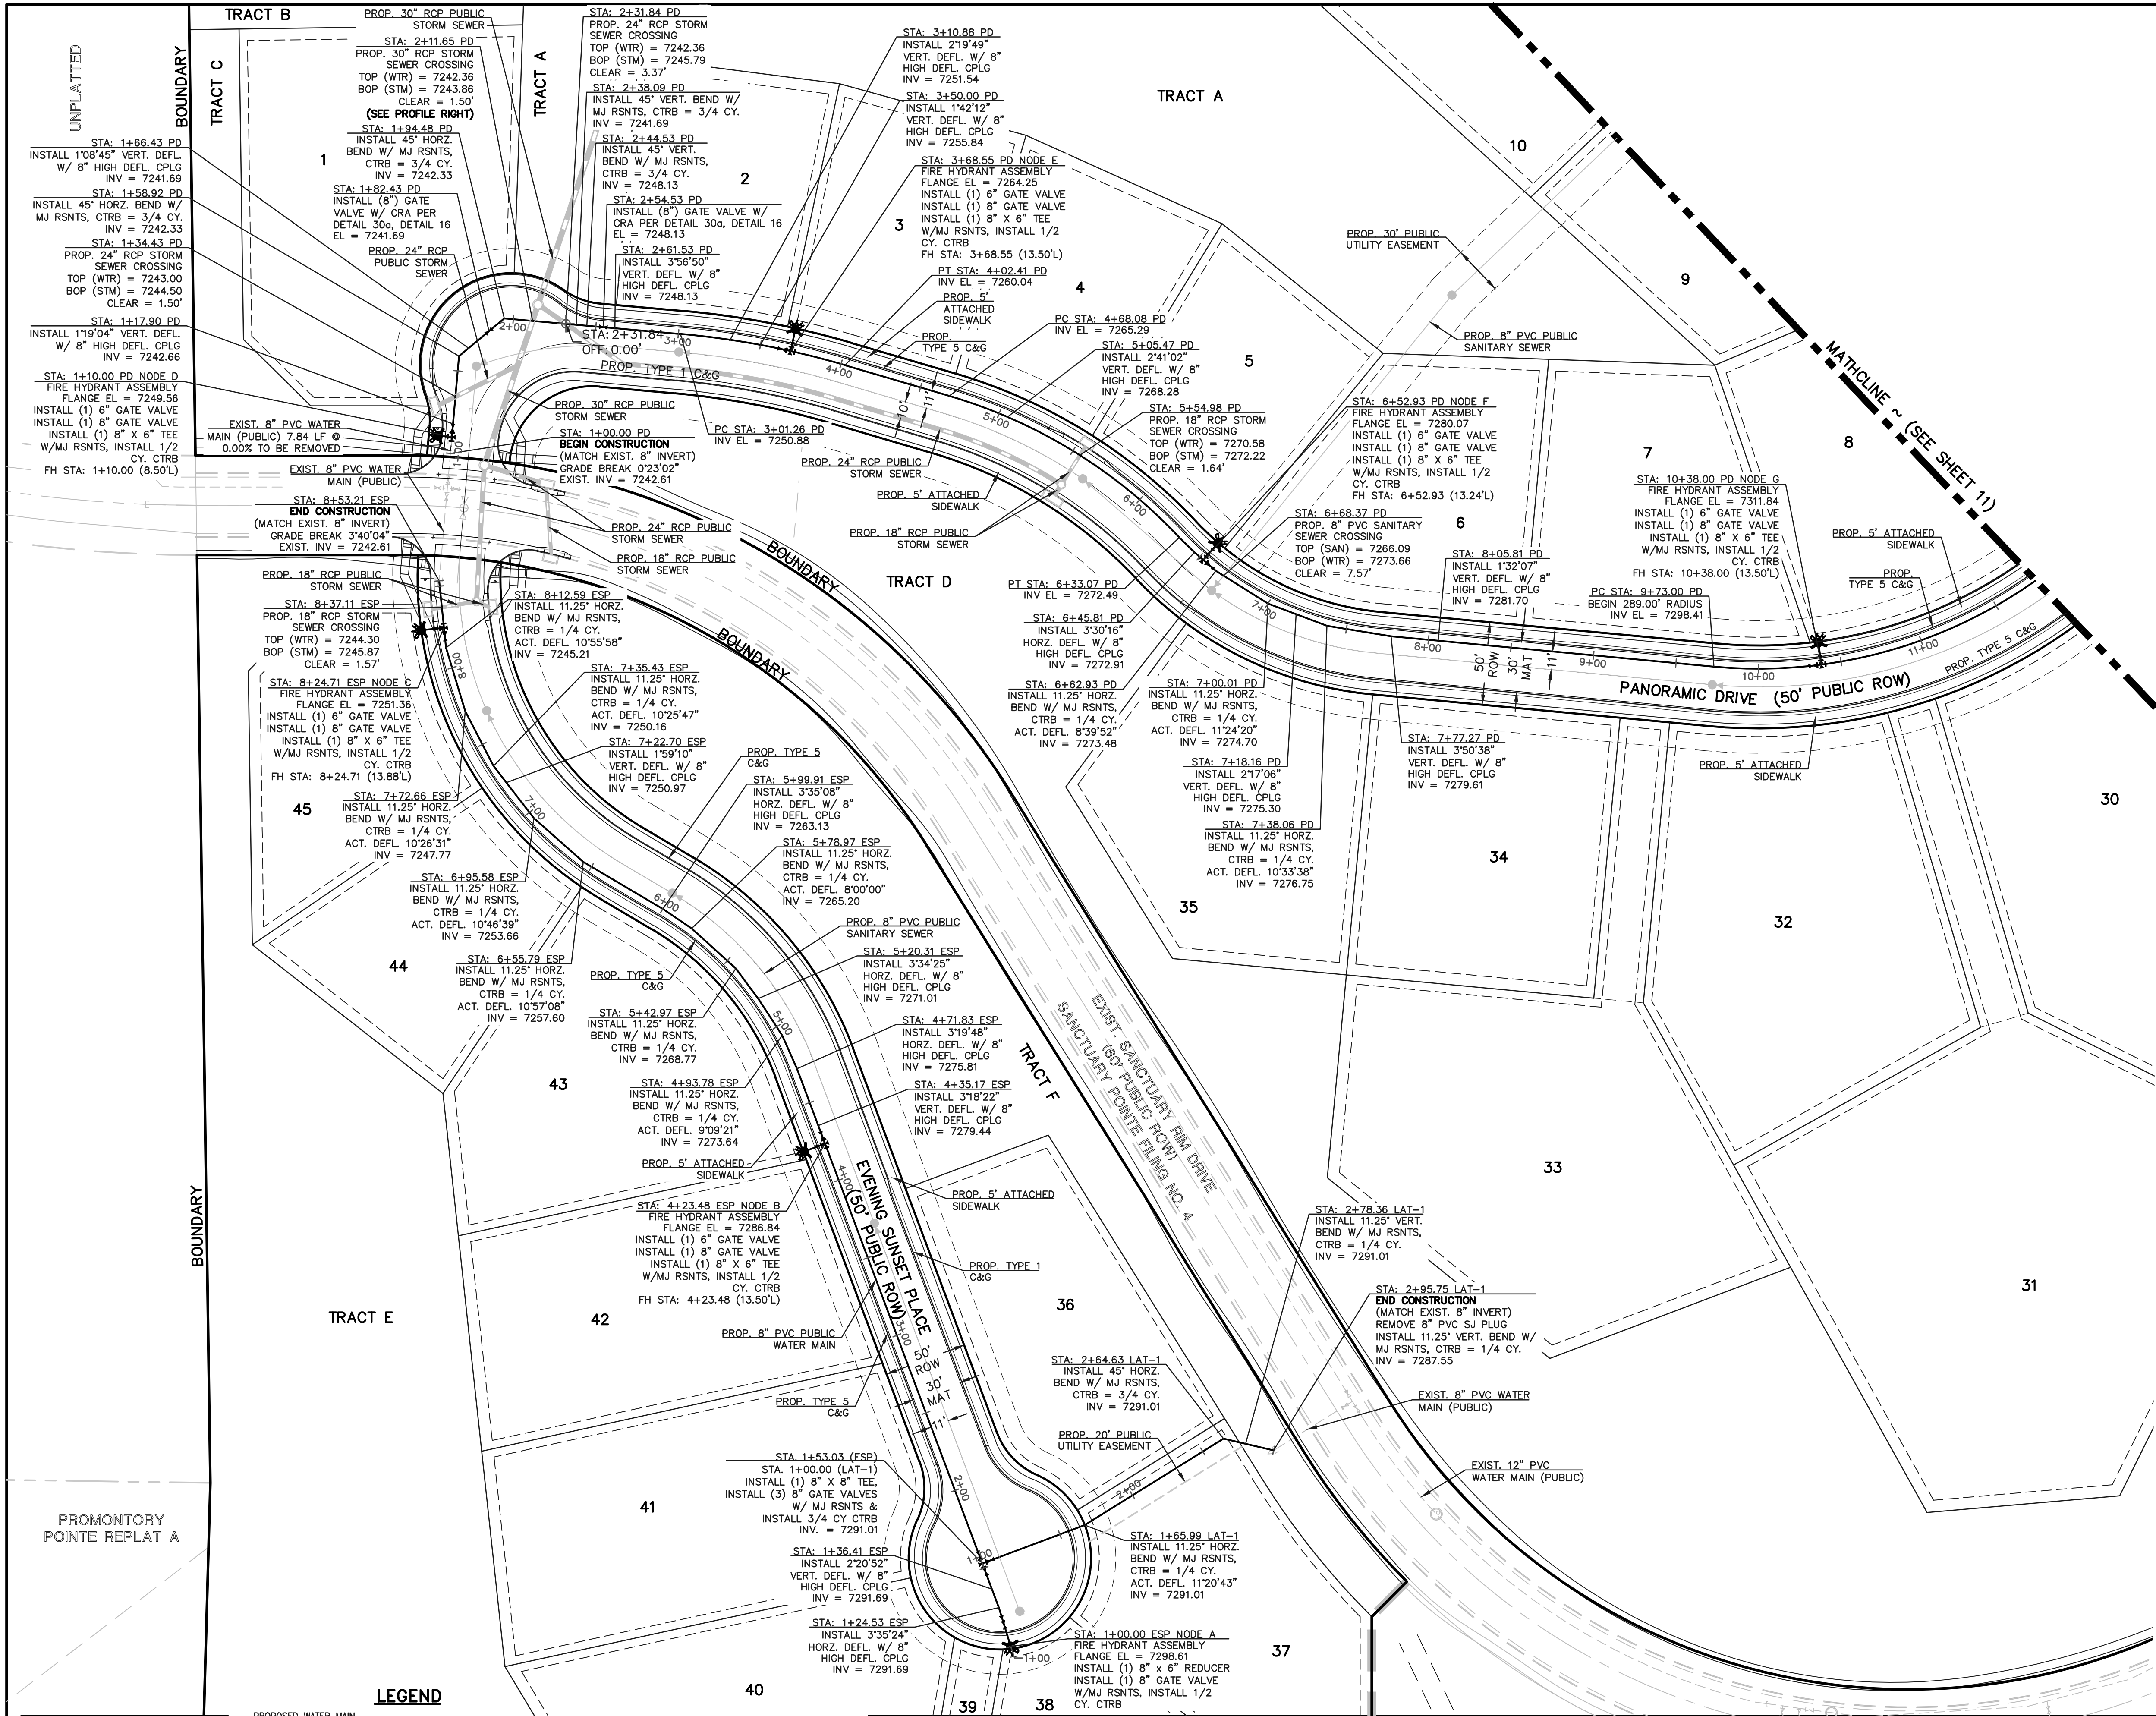 TRACT B
UNPLATTED
BOUNDARY
TRACT C
TRACT A
PROP. 30" RCP PUBLIC
STORM SEWER
STA: 2+11.65 PD
PROP. 30" RCP STORM
SEWER CROSSING
TOP (WTR) = 7242.36
BOP (STM) = 7243.86
CLEAR = 1.50'
(SEE PROFILE RIGHT)
STA: 1+94.48 PD
INSTALL 45° HORZ.
BEND W/ MJ RSNTS,
CTRB = 3/4 CY.
INV = 7242.33
STA: 1+82.43 PD
INSTALL (8") GATE
VALVE W/ CRA PER
DETAIL 30a, DETAIL 16
EL = 7241.69
PROP. 24" RCP
PUBLIC STORM
SEWER
1
STA: 1+66.43 PD
INSTALL 1°08'45" VERT. DEFL.
W/ 8" HIGH DEFL. CPLG
INV = 7241.69
STA: 1+58.92 PD
INSTALL 45° HORZ. BEND W/
MJ RSNTS, CTRB = 3/4 CY.
INV = 7242.33
STA: 1+34.43 PD
PROP. 24" RCP STORM
SEWER CROSSING
TOP (WTR) = 7243.00
BOP (STM) = 7244.50
CLEAR = 1.50'
STA: 1+17.90 PD
INSTALL 1°19'04" VERT. DEFL.
W/ 8" HIGH DEFL. CPLG
INV = 7242.66
STA: 1+10.00 PD NODE D
FIRE HYDRANT ASSEMBLY
FLANGE EL = 7249.56
INSTALL (1) 6" GATE VALVE
INSTALL (1) 8" GATE VALVE
INSTALL (1) 8" X 6" TEE
W/MJ RSNTS, INSTALL 1/2
CY. CTRB
FH STA: 1+10.00 (8.50'L)
EXIST. 8" PVC WATER
MAIN (PUBLIC) 7.84 LF @
0.00% TO BE REMOVED
EXIST. 8" PVC WATER
MAIN (PUBLIC)
STA: 8+53.21 ESP
END CONSTRUCTION
(MATCH EXIST. 8" INVERT)
GRADE BREAK 3°40'04"
EXIST. INV = 7242.61
STA: 2+31.84 PD
PROP. 24" RCP STORM
SEWER CROSSING
TOP (WTR) = 7242.36
BOP (STM) = 7245.79
CLEAR = 3.37'
STA: 2+38.09 PD
INSTALL 45° VERT. BEND W/
MJ RSNTS, CTRB = 3/4 CY.
INV = 7241.69
STA: 2+44.53 PD
INSTALL 45° VERT.
BEND W/ MJ RSNTS,
CTRB = 3/4 CY.
INV = 7248.13
STA: 2+54.53 PD
INSTALL (8") GATE VALVE W/
CRA PER DETAIL 30a, DETAIL 16
EL = 7248.13
STA: 2+61.53 PD
INSTALL 3°56'50"
VERT. DEFL. W/ 8"
HIGH DEFL. CPLG
INV = 7248.13
2
STA: 3+10.88 PD
INSTALL 2°19'49"
VERT. DEFL. W/ 8"
HIGH DEFL. CPLG
INV = 7251.54
STA: 3+50.00 PD
INSTALL 1°42'12"
VERT. DEFL. W/ 8"
HIGH DEFL. CPLG
INV = 7255.84
STA: 3+68.55 PD NODE E
FIRE HYDRANT ASSEMBLY
FLANGE EL = 7264.25
INSTALL (1) 6" GATE VALVE
INSTALL (1) 8" GATE VALVE
INSTALL (1) 8" X 6" TEE
W/MJ RSNTS, INSTALL 1/2
CY. CTRB
FH STA: 3+68.55 (13.50'L)
3
PT STA: 4+02.41 PD
INV EL = 7260.04
PROP. 5'
ATTACHED
SIDEWALK
PROP.
TYPE 5 C&G
4
PC STA: 4+68.08 PD
INV EL = 7265.29
STA: 5+05.47 PD
INSTALL 2°41'02"
VERT. DEFL. W/ 8"
HIGH DEFL. CPLG
INV = 7268.28
5
TRACT A
10
9
8
MATHCLINE ~ (SEE SHEET 11)
PROP. 30' PUBLIC
UTILITY EASEMENT
PROP. 8" PVC PUBLIC
SANITARY SEWER
2+00
STA: 2+31.84
OFF: 0.00'
3+00
PROP. TYPE 1 C&G
4+00
5+00
6+00
7+00
8+00
9+00
10+00
11+00
10'
11'
1+00
PROP. 30" RCP PUBLIC
STORM SEWER
STA: 1+00.00 PD
BEGIN CONSTRUCTION
(MATCH EXIST. 8" INVERT)
GRADE BREAK 0°23'02"
EXIST. INV = 7242.61
PC STA: 3+01.26 PD
INV EL = 7250.88
PROP. 24" RCP PUBLIC
STORM SEWER
PROP. 5' ATTACHED
SIDEWALK
PROP. 18" RCP PUBLIC
STORM SEWER
STA: 5+54.98 PD
PROP. 18" RCP STORM
SEWER CROSSING
TOP (WTR) = 7270.58
BOP (STM) = 7272.22
CLEAR = 1.64'
STA: 6+52.93 PD NODE F
FIRE HYDRANT ASSEMBLY
FLANGE EL = 7280.07
INSTALL (1) 6" GATE VALVE
INSTALL (1) 8" GATE VALVE
INSTALL (1) 8" X 6" TEE
W/MJ RSNTS, INSTALL 1/2
CY. CTRB
FH STA: 6+52.93 (13.24'L)
STA: 6+68.37 PD
PROP. 8" PVC SANITARY
SEWER CROSSING
TOP (SAN) = 7266.09
BOP (WTR) = 7273.66
CLEAR = 7.57'
6
STA: 8+05.81 PD
INSTALL 1°32'07"
VERT. DEFL. W/ 8"
HIGH DEFL. CPLG
INV = 7281.70
7
STA: 10+38.00 PD NODE G
FIRE HYDRANT ASSEMBLY
FLANGE EL = 7311.84
INSTALL (1) 6" GATE VALVE
INSTALL (1) 8" GATE VALVE
INSTALL (1) 8" X 6" TEE
W/MJ RSNTS, INSTALL 1/2
CY. CTRB
FH STA: 10+38.00 (13.50'L)
PC STA: 9+73.00 PD
BEGIN 289.00' RADIUS
INV EL = 7298.41
PROP. 5' ATTACHED
SIDEWALK
PROP.
TYPE 5 C&G
PROP. TYPE 5 C&G
PANORAMIC DRIVE (50' PUBLIC ROW)
50'
ROW
30'
MAT
11'
PROP. 5' ATTACHED
SIDEWALK
PROP. 24" RCP PUBLIC
STORM SEWER
PROP. 18" RCP PUBLIC
STORM SEWER
BOUNDARY
TRACT D
BOUNDARY
PT STA: 6+33.07 PD
INV EL = 7272.49
STA: 6+45.81 PD
INSTALL 3°30'16"
HORZ. DEFL. W/ 8"
HIGH DEFL. CPLG
INV = 7272.91
STA: 6+62.93 PD
INSTALL 11.25° HORZ.
BEND W/ MJ RSNTS,
CTRB = 1/4 CY.
ACT. DEFL. 8°39'52"
INV = 7273.48
STA: 7+00.01 PD
INSTALL 11.25° HORZ.
BEND W/ MJ RSNTS,
CTRB = 1/4 CY.
ACT. DEFL. 11°24'20"
INV = 7274.70
STA: 7+18.16 PD
INSTALL 2°17'06"
VERT. DEFL. W/ 8"
HIGH DEFL. CPLG
INV = 7275.30
STA: 7+38.06 PD
INSTALL 11.25° HORZ.
BEND W/ MJ RSNTS,
CTRB = 1/4 CY.
ACT. DEFL. 10°33'38"
INV = 7276.75
STA: 7+77.27 PD
INSTALL 3°50'38"
VERT. DEFL. W/ 8"
HIGH DEFL. CPLG
INV = 7279.61
30
34
35
32
33
31
PROP. 18" RCP PUBLIC
STORM SEWER
STA: 8+37.11 ESP
PROP. 18" RCP STORM
SEWER CROSSING
TOP (WTR) = 7244.30
BOP (STM) = 7245.87
CLEAR = 1.57'
STA: 8+24.71 ESP NODE C
FIRE HYDRANT ASSEMBLY
FLANGE EL = 7251.36
INSTALL (1) 6" GATE VALVE
INSTALL (1) 8" GATE VALVE
INSTALL (1) 8" X 6" TEE
W/MJ RSNTS, INSTALL 1/2
CY. CTRB
FH STA: 8+24.71 (13.88'L)
STA: 8+12.59 ESP
INSTALL 11.25° HORZ.
BEND W/ MJ RSNTS,
CTRB = 1/4 CY.
ACT. DEFL. 10°55'58"
INV = 7245.21
STA: 7+35.43 ESP
INSTALL 11.25° HORZ.
BEND W/ MJ RSNTS,
CTRB = 1/4 CY.
ACT. DEFL. 10°25'47"
INV = 7250.16
STA: 7+22.70 ESP
INSTALL 1°59'10"
VERT. DEFL. W/ 8"
HIGH DEFL. CPLG
INV = 7250.97
PROP. TYPE 5
C&G
STA: 5+99.91 ESP
INSTALL 3°35'08"
HORZ. DEFL. W/ 8"
HIGH DEFL. CPLG
INV = 7263.13
STA: 5+78.97 ESP
INSTALL 11.25° HORZ.
BEND W/ MJ RSNTS,
CTRB = 1/4 CY.
ACT. DEFL. 8°00'00"
INV = 7265.20
PROP. 8" PVC PUBLIC
SANITARY SEWER
STA: 5+20.31 ESP
INSTALL 3°34'25"
HORZ. DEFL. W/ 8"
HIGH DEFL. CPLG
INV = 7271.01
STA: 4+71.83 ESP
INSTALL 3°19'48"
HORZ. DEFL. W/ 8"
HIGH DEFL. CPLG
INV = 7275.81
STA: 4+35.17 ESP
INSTALL 3°18'22"
VERT. DEFL. W/ 8"
HIGH DEFL. CPLG
INV = 7279.44
8+00
7+00
6+00
5+00
4+00
3+00
2+00
45
STA: 7+72.66 ESP
INSTALL 11.25° HORZ.
BEND W/ MJ RSNTS,
CTRB = 1/4 CY.
ACT. DEFL. 10°26'31"
INV = 7247.77
STA: 6+95.58 ESP
INSTALL 11.25° HORZ.
BEND W/ MJ RSNTS,
CTRB = 1/4 CY.
ACT. DEFL. 10°46'39"
INV = 7253.66
44
STA: 6+55.79 ESP
INSTALL 11.25° HORZ.
BEND W/ MJ RSNTS,
CTRB = 1/4 CY.
ACT. DEFL. 10°57'08"
INV = 7257.60
PROP. TYPE 5
C&G
STA: 5+42.97 ESP
INSTALL 11.25° HORZ.
BEND W/ MJ RSNTS,
CTRB = 1/4 CY.
INV = 7268.77
43
STA: 4+93.78 ESP
INSTALL 11.25° HORZ.
BEND W/ MJ RSNTS,
CTRB = 1/4 CY.
ACT. DEFL. 9°09'21"
INV = 7273.64
PROP. 5' ATTACHED
SIDEWALK
STA: 4+23.48 ESP NODE B
FIRE HYDRANT ASSEMBLY
FLANGE EL = 7286.84
INSTALL (1) 6" GATE VALVE
INSTALL (1) 8" GATE VALVE
INSTALL (1) 8" X 6" TEE
W/MJ RSNTS, INSTALL 1/2
CY. CTRB
FH STA: 4+23.48 (13.50'L)
BOUNDARY
TRACT E
42
PROP. 8" PVC PUBLIC
WATER MAIN
EVENING SUNSET PLACE
(50' PUBLIC ROW)
PROP. 5' ATTACHED
SIDEWALK
PROP. TYPE 1
C&G
50'
ROW
30'
MAT
11'
PROP. TYPE 5
C&G
36
TRACT F
EXIST. SANCTUARY RIM DRIVE
(60' PUBLIC ROW)
SANCTUARY POINTE FILING NO. 4
STA: 2+78.36 LAT-1
INSTALL 11.25° VERT.
BEND W/ MJ RSNTS,
CTRB = 1/4 CY.
INV = 7291.01
STA: 2+95.75 LAT-1
END CONSTRUCTION
(MATCH EXIST. 8" INVERT)
REMOVE 8" PVC SJ PLUG
INSTALL 11.25° VERT. BEND W/
MJ RSNTS, CTRB = 1/4 CY.
INV = 7287.55
STA: 2+64.63 LAT-1
INSTALL 45° HORZ.
BEND W/ MJ RSNTS,
CTRB = 3/4 CY.
INV = 7291.01
EXIST. 8" PVC WATER
MAIN (PUBLIC)
PROP. 20' PUBLIC
UTILITY EASEMENT
EXIST. 12" PVC
WATER MAIN (PUBLIC)
2+00
1+00
41
STA. 1+53.03 (ESP)
STA. 1+00.00 (LAT-1)
INSTALL (1) 8" X 8" TEE,
INSTALL (3) 8" GATE VALVES
W/ MJ RSNTS &
INSTALL 3/4 CY CTRB
INV. = 7291.01
STA: 1+36.41 ESP
INSTALL 2°20'52"
VERT. DEFL. W/ 8"
HIGH DEFL. CPLG
INV = 7291.69
STA: 1+24.53 ESP
INSTALL 3°35'24"
HORZ. DEFL. W/ 8"
HIGH DEFL. CPLG
INV = 7291.69
STA: 1+65.99 LAT-1
INSTALL 11.25° HORZ.
BEND W/ MJ RSNTS,
CTRB = 1/4 CY.
ACT. DEFL. 11°20'43"
INV = 7291.01
STA: 1+00.00 ESP NODE A
FIRE HYDRANT ASSEMBLY
FLANGE EL = 7298.61
INSTALL (1) 8" x 6" REDUCER
INSTALL (1) 8" GATE VALVE
W/MJ RSNTS, INSTALL 1/2
CY. CTRB
1+00
PROMONTORY
POINTE REPLAT A
37
38
39
40
LEGEND
PROPOSED WATER MAIN